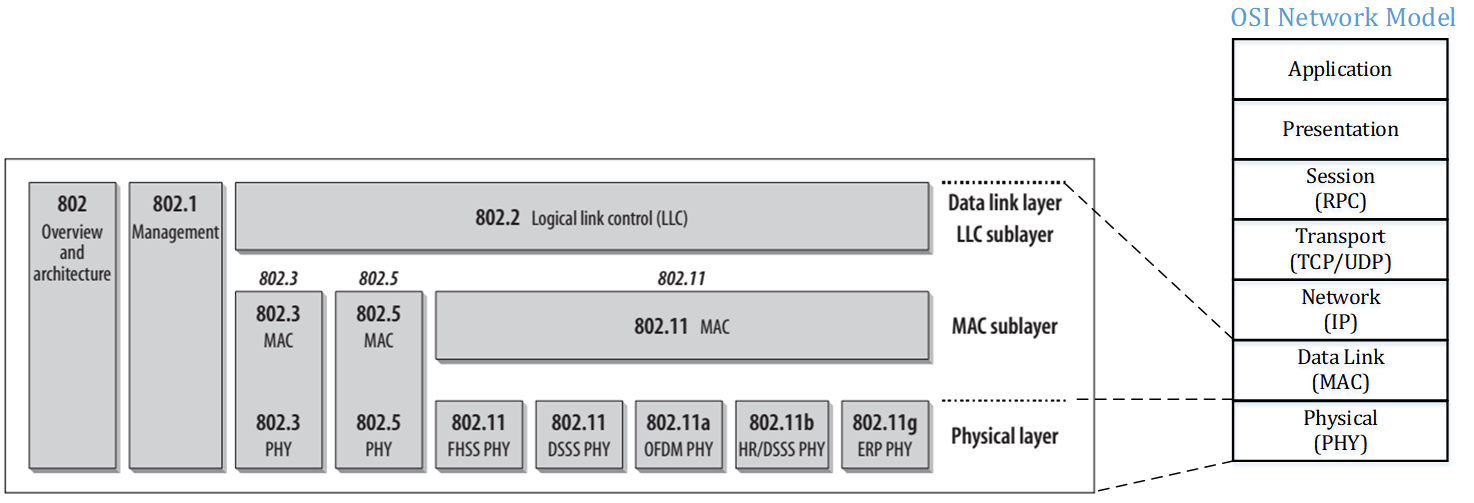 OSI Network Model
Application
Presentation
Session
(RPC)
Transport
(TCP/UDP)
Network
(IP)
Data Link
(MAC)
Physical
(PHY)
802
Overview
and
architecture
802.1
Management
802.2 Logical link control (LLC)
Data link layer
LLC sublayer
802.3
802.5
802.11
802.3
MAC
802.5
MAC
802.11 MAC
MAC sublayer
802.3
PHY
802.5
PHY
802.11
FHSS PHY
802.11
DSSS PHY
802.11a
OFDM PHY
802.11b
HR/DSSS PHY
802.11g
ERP PHY
Physical layer